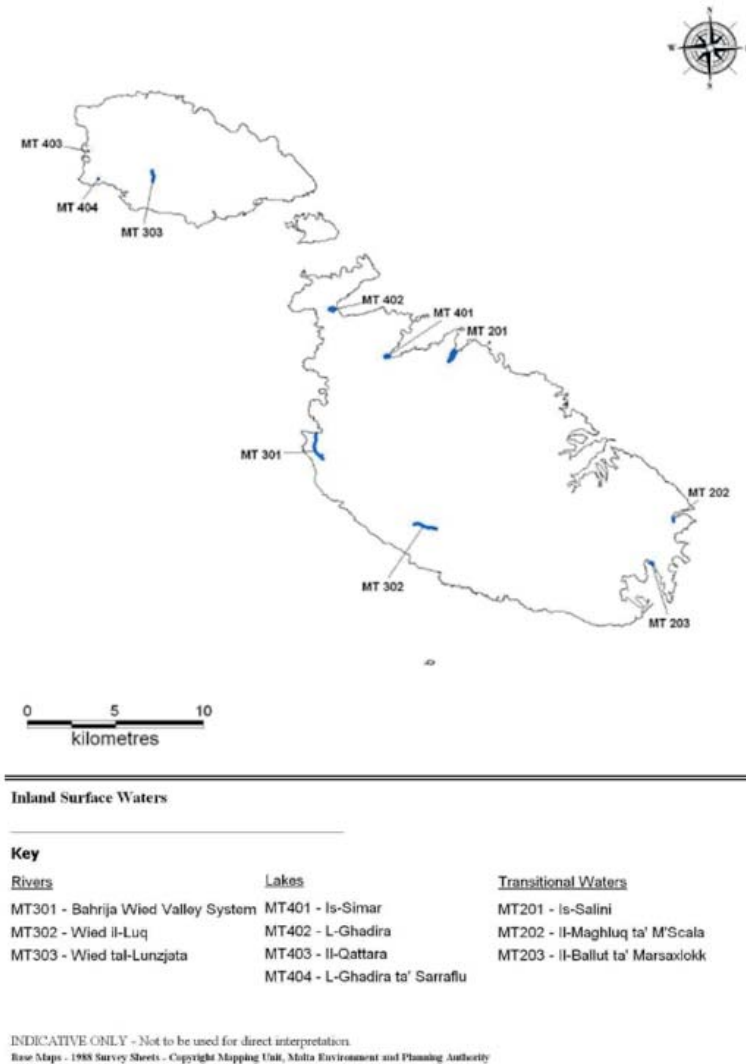 N
W
S
MT 403
MT 404
MT 303
MT 402
MT 401
MT 201
MT 301
MT 202
MT 302
MT 203
0 5 10
kilometres
Inland Surface Waters
Key
Rivers
MT301 - Bahrija Wied Valley System
MT302 - Wied il-Luq
MT303 - Wied tal-Lunzjata
Lakes
MT401 - Is-Simar
MT402 - L-Ghadira
MT403 - Il-Qattara
MT404 - L-Ghadira ta' Sarraflu
Transitional Waters
MT201 - Is-Salini
MT202 - Il-Maghluq ta' M'Scala
MT203 - Il-Ballut ta' Marsaxlokk
INDICATIVE ONLY - Not to be used for direct interpretation.
Base Maps - 1988 Survey Sheets - Copyright Mapping Unit, Malta Environment and Planning Authority